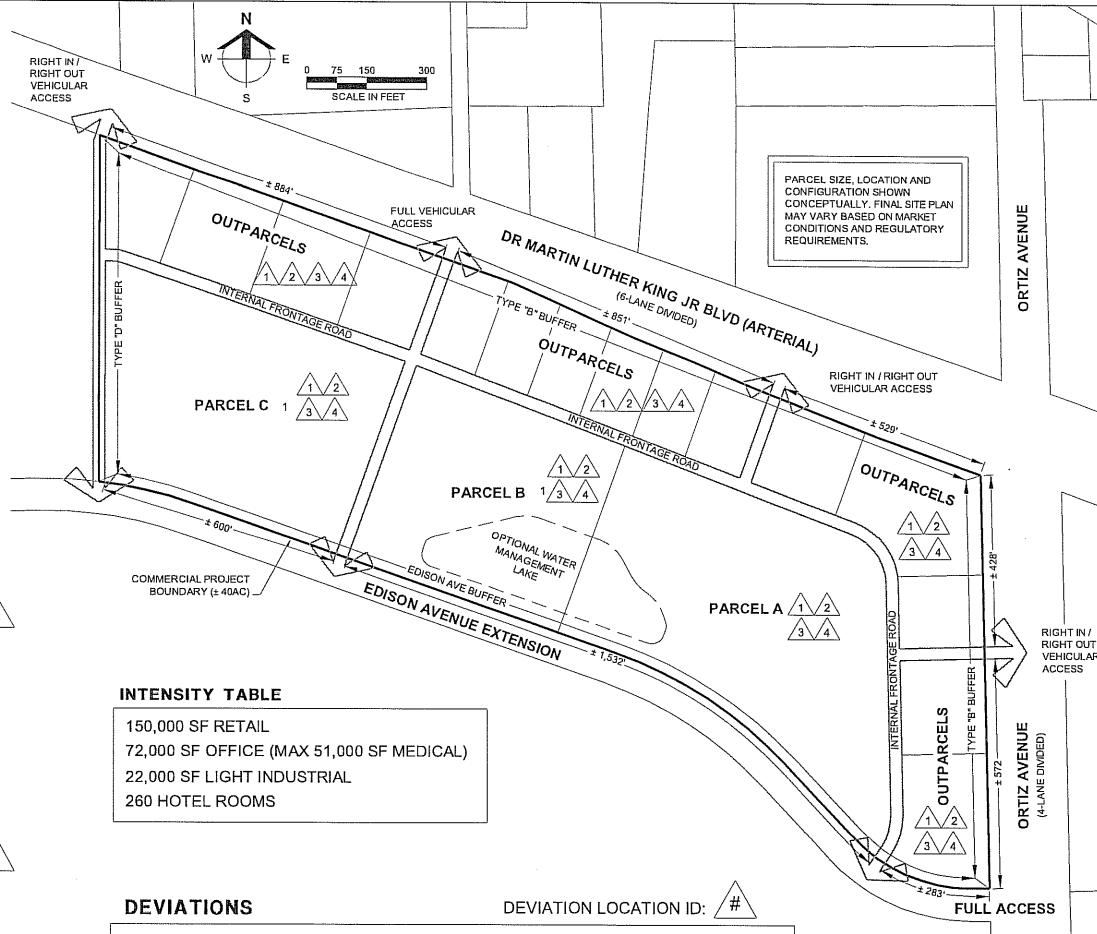 N
W
E
S
0 75 150 300
SCALE IN FEET
RIGHT IN /
RIGHT OUT
VEHICULAR
ACCESS
± 884'
FULL VEHICULAR
ACCESS
DR MARTIN LUTHER KING JR BLVD (ARTERIAL)
(6-LANE DIVIDED)
PARCEL SIZE, LOCATION AND
CONFIGURATION SHOWN
CONCEPTUALLY. FINAL SITE PLAN
MAY VARY BASED ON MARKET
CONDITIONS AND REGULATORY
REQUIREMENTS.
ORTIZ AVENUE
OUTPARCELS
1 2 3 4
INTERNAL FRONTAGE ROAD
TYPE "D" BUFFER
TYPE "B" BUFFER
± 851'
OUTPARCELS
1 2 3 4
INTERNAL FRONTAGE ROAD
RIGHT IN / RIGHT OUT
VEHICULAR ACCESS
± 529'
OUTPARCELS
1 2
3 4
PARCEL C 1
1 2
3 4
PARCEL B 1
1 2
3 4
OPTIONAL WATER
MANAGEMENT
LAKE
PARCEL A
1 2
3 4
± 428'
RIGHT IN /
RIGHT OUT
VEHICULAR
ACCESS
± 600'
COMMERCIAL PROJECT
BOUNDARY (± 40AC)
EDISON AVE BUFFER
EDISON AVENUE EXTENSION
± 1,532'
INTERNAL FRONTAGE ROAD
TYPE "B" BUFFER
OUTPARCELS
1 2
3 4
± 572
ORTIZ AVENUE
(4-LANE DIVIDED)
± 283'
FULL ACCESS
INTENSITY TABLE
150,000 SF RETAIL
72,000 SF OFFICE (MAX 51,000 SF MEDICAL)
22,000 SF LIGHT INDUSTRIAL
260 HOTEL ROOMS
DEVIATIONS
DEVIATION LOCATION ID: #